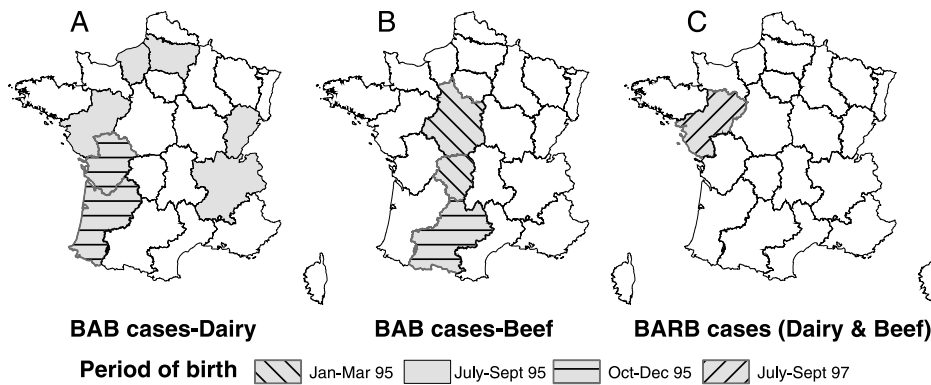 A
B
C
BAB cases-Dairy
BAB cases-Beef
BARB cases (Dairy & Beef)
Period of birth
Jan-Mar 95
July-Sept 95
Oct-Dec 95
July-Sept 97